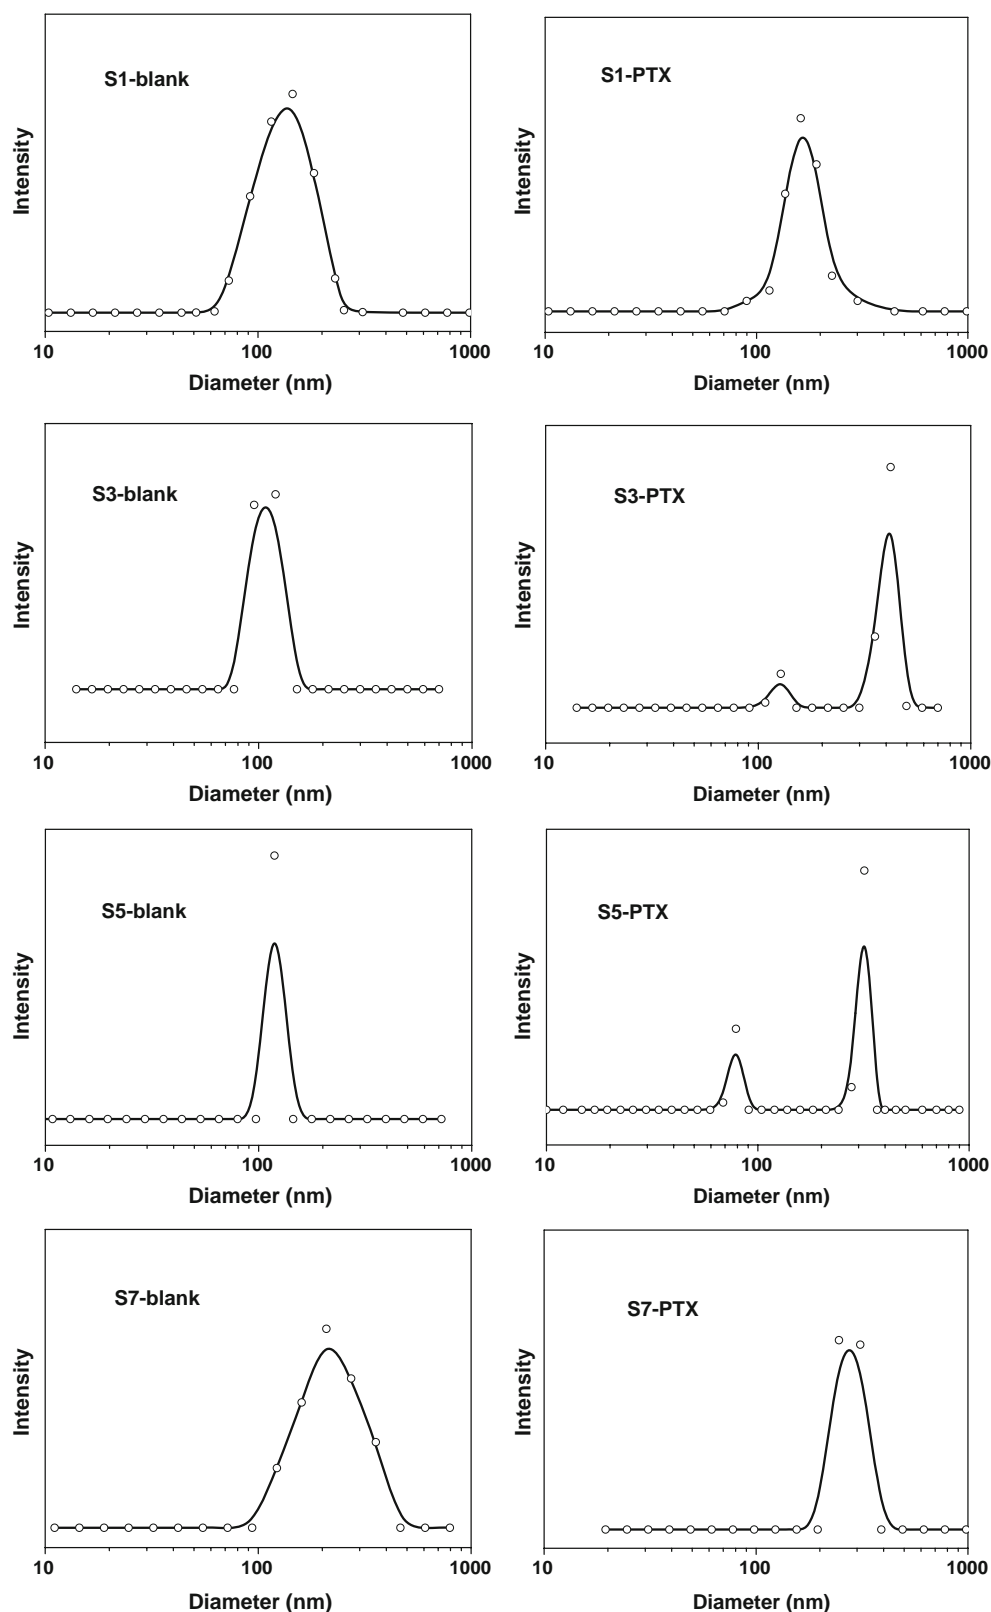 S1-blank
Intensity
10 100 1000
Diameter (nm)
S1-PTX
Intensity
10 100 1000
Diameter (nm)
S3-blank
Intensity
10 100 1000
Diameter (nm)
S3-PTX
Intensity
10 100 1000
Diameter (nm)
S5-blank
Intensity
10 100 1000
Diameter (nm)
S5-PTX
Intensity
10 100 1000
Diameter (nm)
S7-blank
Intensity
10 100 1000
Diameter (nm)
S7-PTX
Intensity
10 100 1000
Diameter (nm)